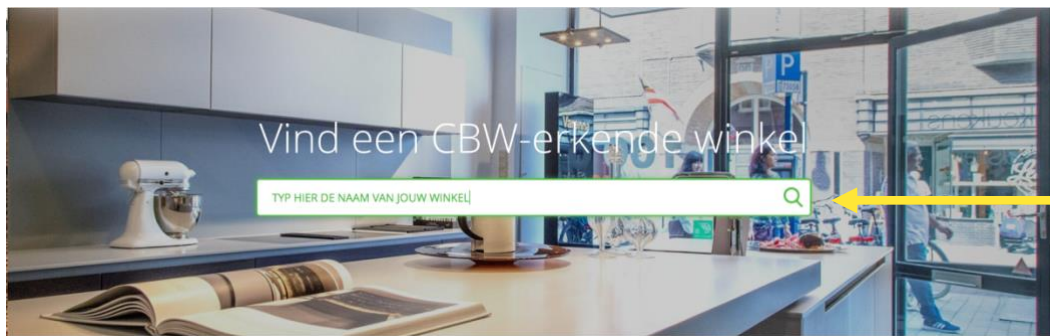 Vind een CBW-erkende winkel
TYP HIER DE NAAM VAN JOUW WINKEL
P